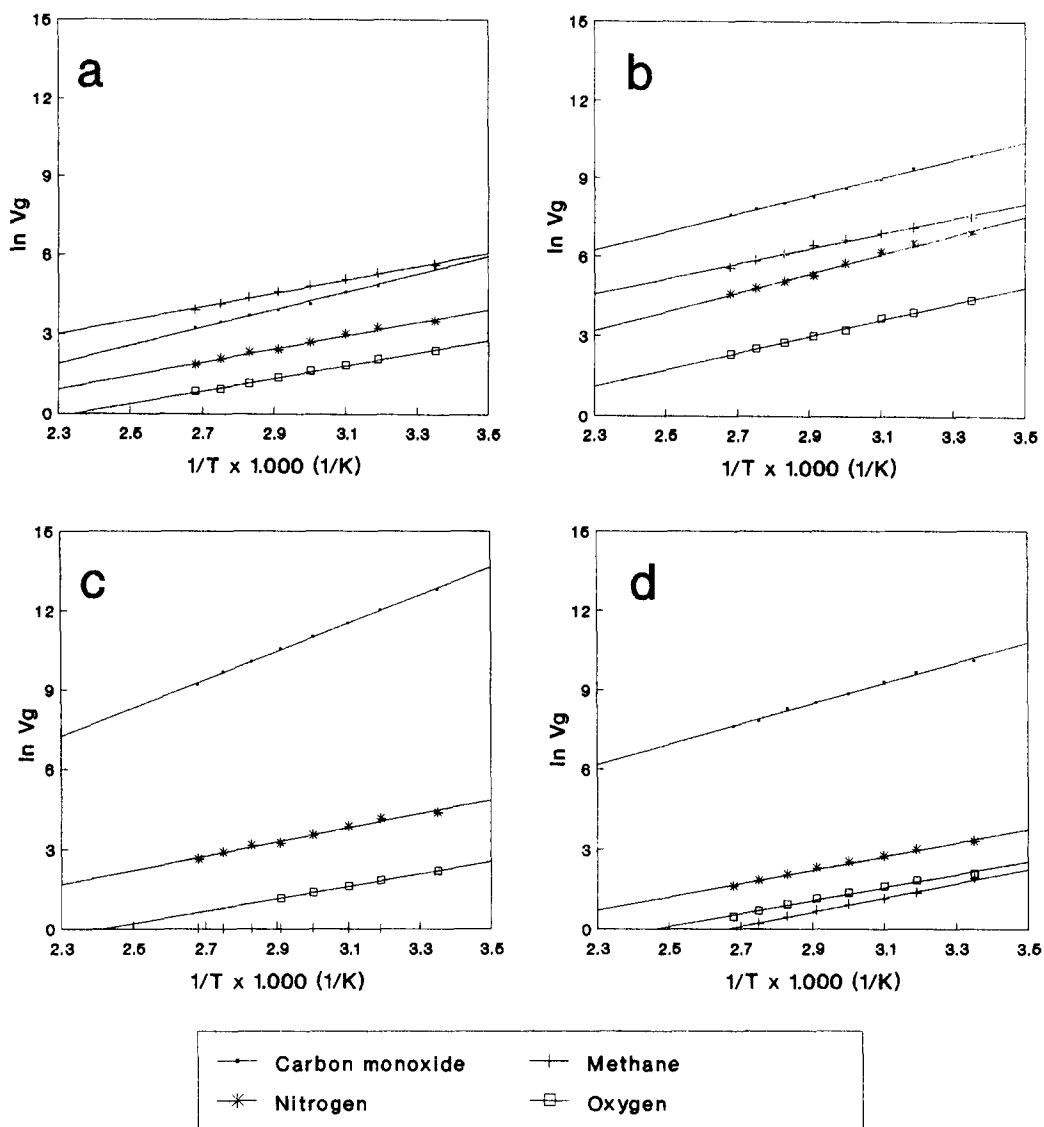 a
15
12
9
6
3
0
ln Vg
2.3 2.5 2.7 2.9 3.1 3.3 3.5
1/T x 1.000 (1/K)
b
15
12
9
6
3
0
ln Vg
2.3 2.5 2.7 2.9 3.1 3.3 3.5
1/T x 1.000 (1/K)
c
15
12
9
6
3
0
ln Vg
2.3 2.5 2.7 2.9 3.1 3.3 3.5
1/T x 1.000 (1/K)
d
15
12
9
6
3
0
ln Vg
2.3 2.5 2.7 2.9 3.1 3.3 3.5
1/T x 1.000 (1/K)
Carbon monoxide
Methane
Nitrogen
Oxygen